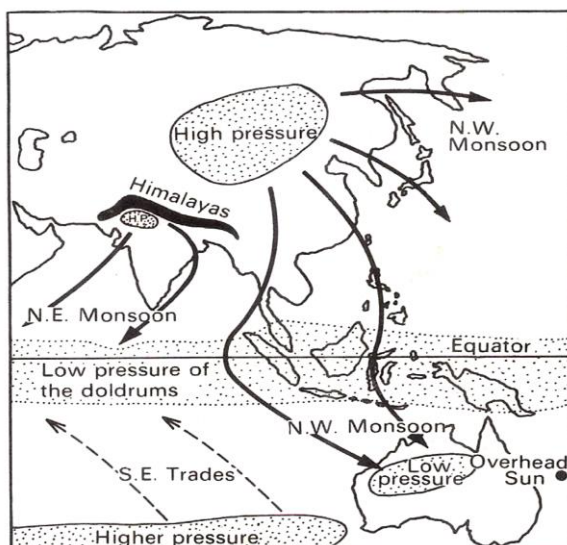 High pressure
N.W.
Monsoon
Himalayas
H.P.
N.E. Monsoon
Equator
Low pressure of
the doldrums
N.W. Monsoon
S.E. Trades
Low
pressure
Overhead
Sun
Higher pressure